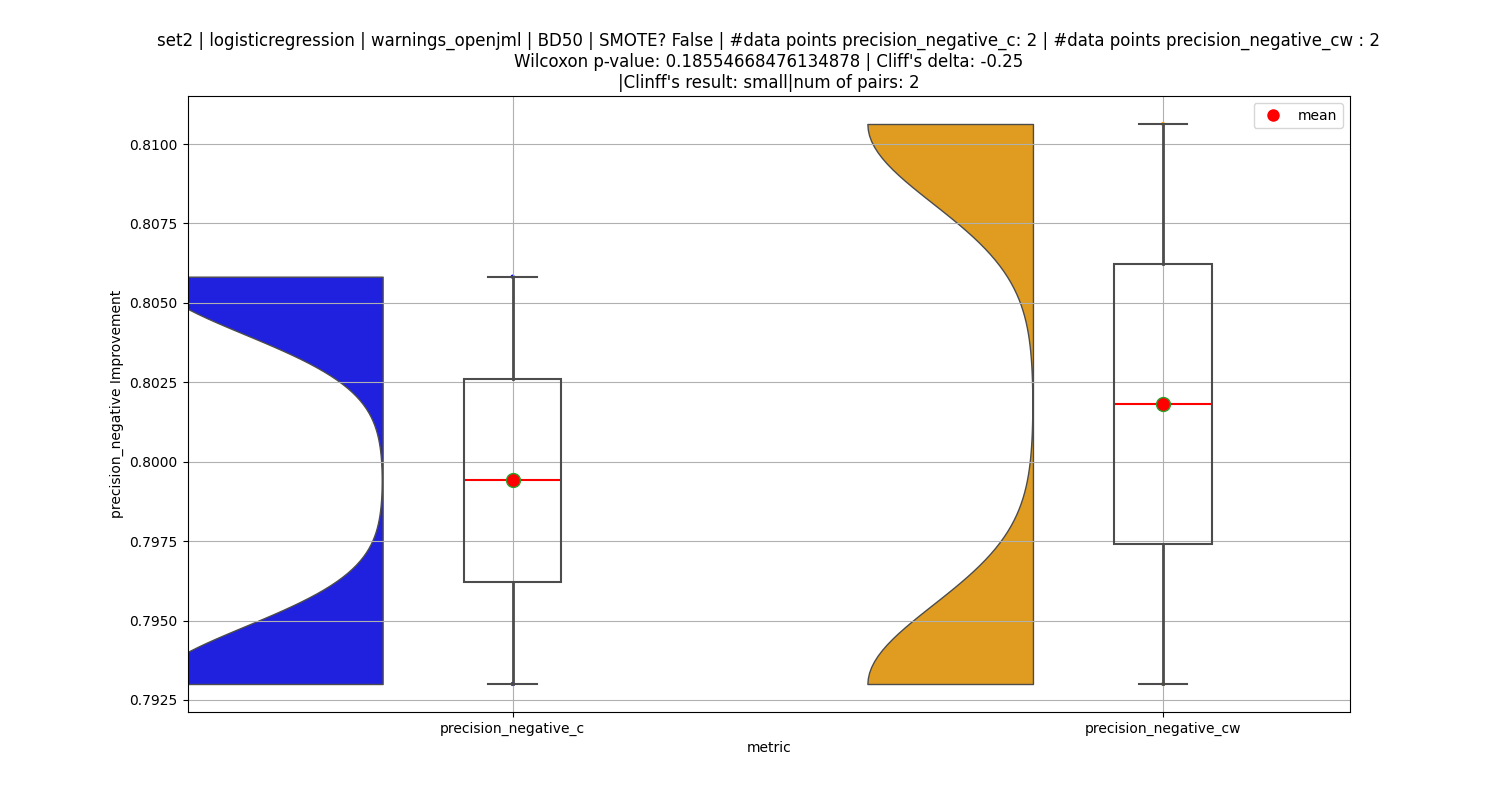 set2 | logisticregression | warnings_openjml | BD50 | SMOTE? False | #data points precision_negative_c: 2 | #data points precision_negative_cw : 2
Wilcoxon p-value: 0.18554668476134878 | Cliff's delta: -0.25
|Clinff's result: small|num of pairs: 2
mean
0.8100
0.8075
0.8050
0.8025
0.8000
0.7975
0.7950
0.7925
precision_negative Improvement
precision_negative_c
precision_negative_cw
metric